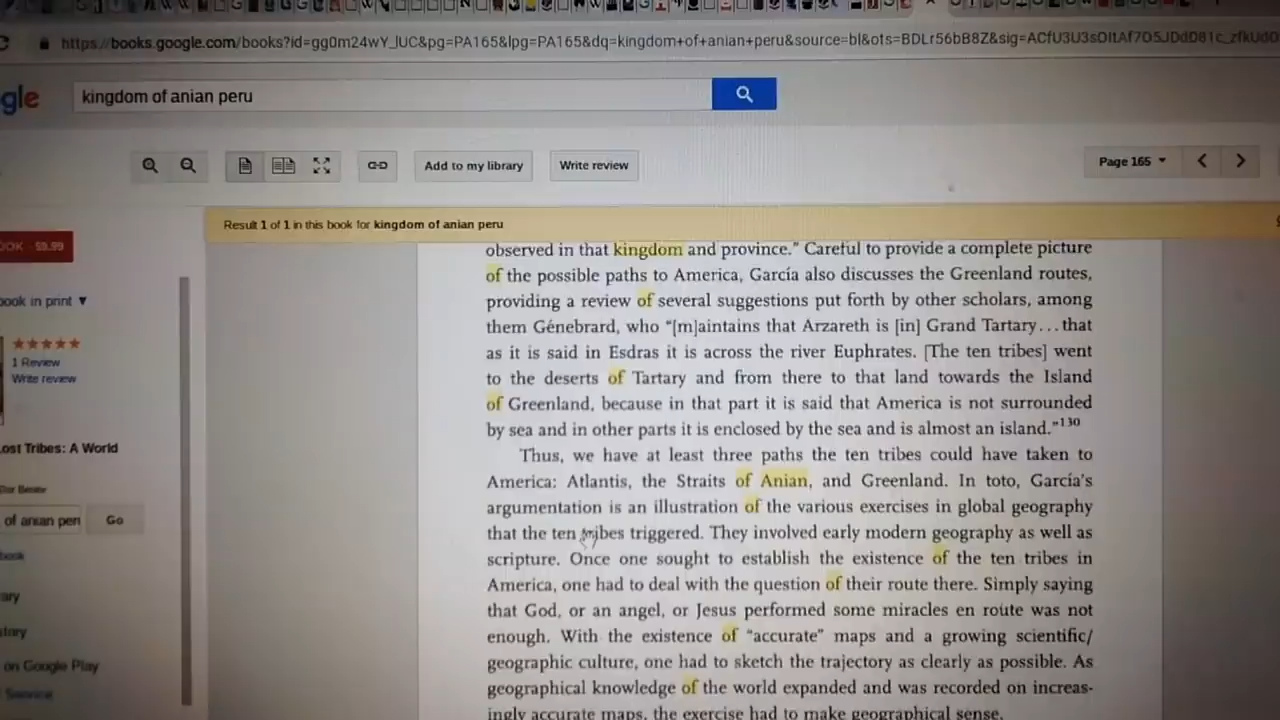 https://books.google.com/books?id=gg0m24wY_lUC&pg=PA165&lpg=PA165&dq=kingdom+of+anian+peru&source=bl&ots=BDLr56bB8Z&sig=
gle
kingdom of anian peru
Add to my library
Write review
Page 165
Result 1 of 1 in this book for kingdom of anian peru
OOK - $9.99
book in print
1 Review
Write review
Lost Tribes: A World
of anian peru
Go
on Google Play
Service
observed in that kingdom and province.” Careful to provide a complete picture
of the possible paths to America, García also discusses the Greenland routes,
providing a review of several suggestions put forth by other scholars, among
them Génebrard, who “[m]aintains that Arzareth is [in] Grand Tartary…that
as it is said in Esdras it is across the river Euphrates. [The ten tribes] went
to the deserts of Tartary and from there to that land towards the Island
of Greenland, because in that part it is said that America is not surrounded
by sea and in other parts it is enclosed by the sea and is almost an island.”130
Thus, we have at least three paths the ten tribes could have taken to
America: Atlantis, the Straits of Anian, and Greenland. In toto, García’s
argumentation is an illustration of the various exercises in global geography
that the ten tribes triggered. They involved early modern geography as well as
scripture. Once one sought to establish the existence of the ten tribes in
America, one had to deal with the question of their route there. Simply saying
that God, or an angel, or Jesus performed some miracles en route was not
enough. With the existence of “accurate” maps and a growing scientific/
geographic culture, one had to sketch the trajectory as clearly as possible. As
geographical knowledge of the world expanded and was recorded on increas-
ingly accurate maps, the exercise had to make geographical sense.